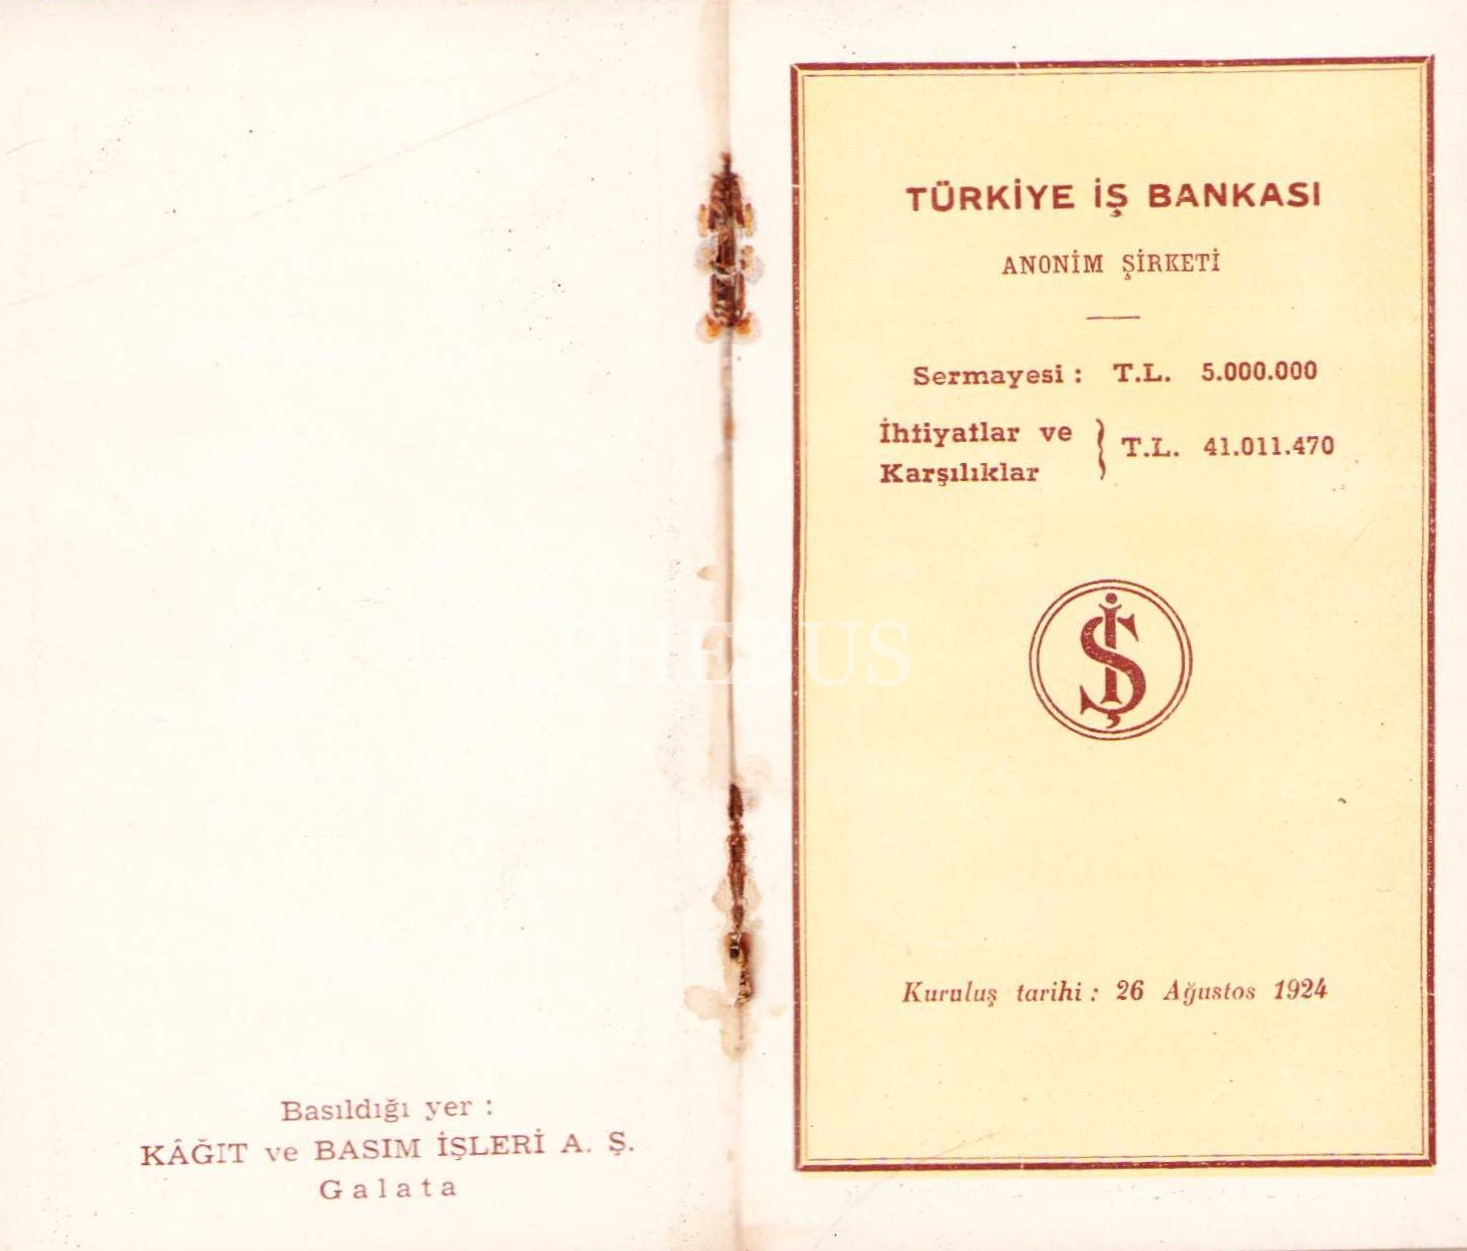 Basıldığı yer :
KÂĞIT ve BASIM İŞLERİ A. Ş.
Galata
TÜRKİYE İŞ BANKASI
ANONİM ŞİRKETİ
Sermayesi : T.L. 5.000.000
İhtiyatlar ve
Karşılıklar } T.L. 41.011.470
İŞ
Kuruluş tarihi : 26 Ağustos 1924
PHEBUS